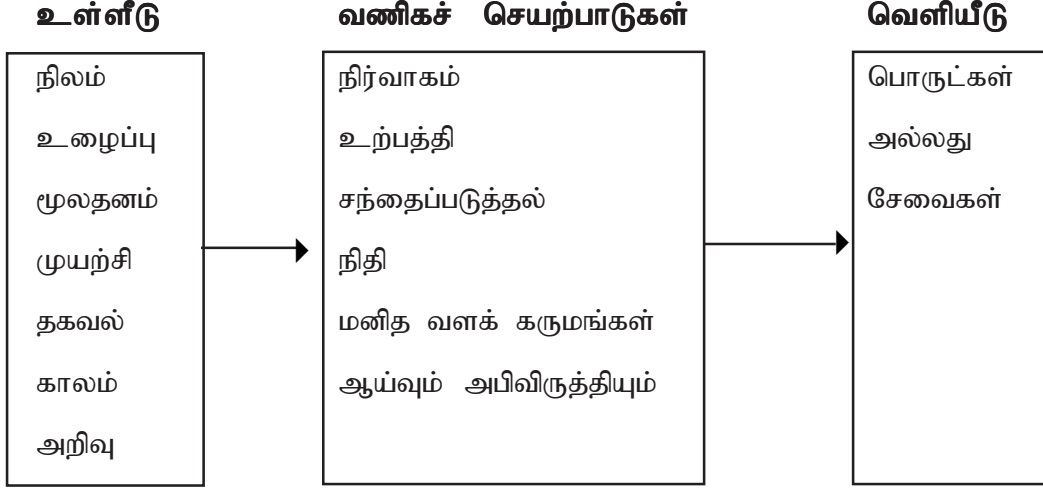 உள்ளீடு
நிலம்
உழைப்பு
மூலதனம்
முயற்சி
தகவல்
காலம்
அறிவு
வணிகச் செயற்பாடுகள்
நிர்வாகம்
உற்பத்தி
சந்தைப்படுத்தல்
நிதி
மனித வளக் கருமங்கள்
ஆய்வும் அபிவிருத்தியும்
வெளியீடு
பொருட்கள்
அல்லது
சேவைகள்